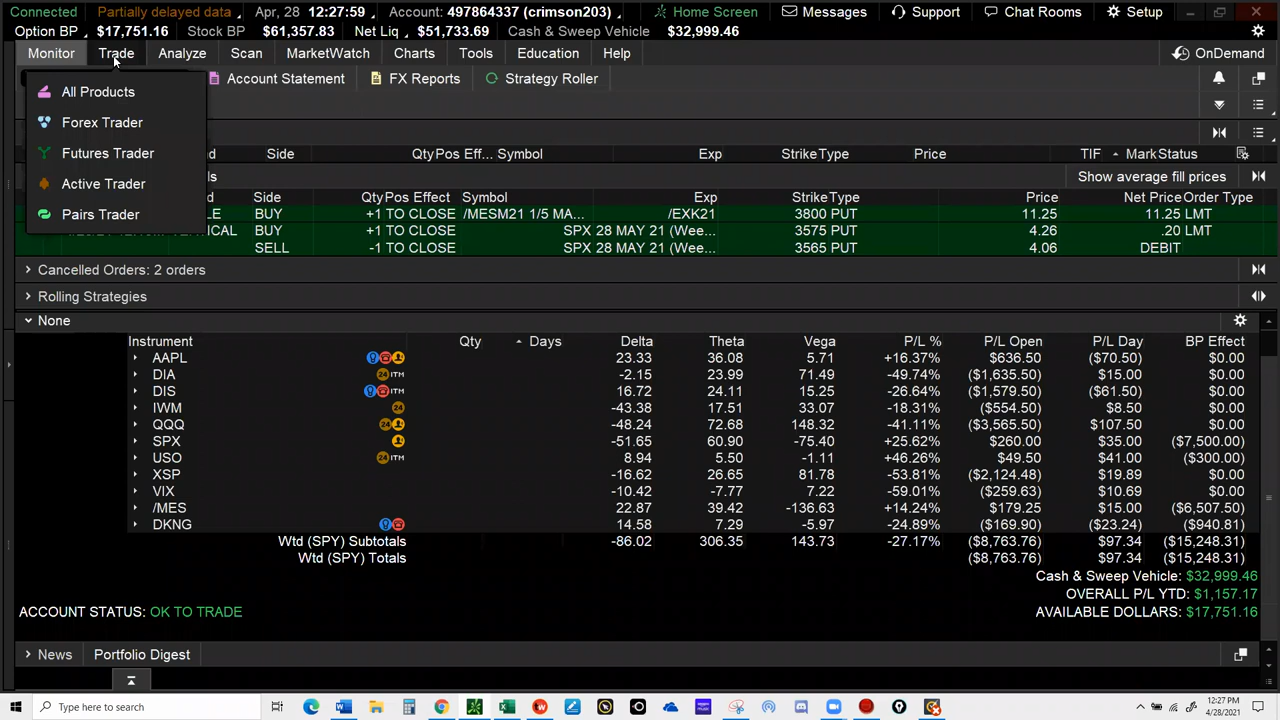 Connected Partially delayed data Apr, 28 12:27:59 Account: 497864337 (crimson203) Home Screen Messages Support Chat Rooms Setup
Option BP $17,751.16 Stock BP $61,357.83 Net Liq $51,733.69 Cash & Sweep Vehicle $32,999.46
Monitor Trade Analyze Scan MarketWatch Charts Tools Education Help OnDemand
Account Statement FX Reports Strategy Roller
All Products
Forex Trader
Futures Trader
Active Trader
Pairs Trader
Side QtyPos Eff... Symbol Exp StrikeType Price TIF MarkStatus
Show average fill prices
Side QtyPos Effect Symbol Exp StrikeType Price Net PriceOrder Type
BUY +1 TO CLOSE /MESM21 1/5 MA... /EXK21 3800 PUT 11.25 11.25 LMT
BUY +1 TO CLOSE SPX 28 MAY 21 (Wee... 3575 PUT 4.26 .20 LMT
SELL -1 TO CLOSE SPX 28 MAY 21 (Wee... 3565 PUT 4.06 DEBIT
Cancelled Orders: 2 orders
Rolling Strategies
None
Instrument Qty Days Delta Theta Vega P/L % P/L Open P/L Day BP Effect
AAPL 23.33 36.08 5.71 +16.37% $636.50 ($70.50) $0.00
DIA 24 ITM -2.15 23.99 71.49 -49.74% ($1,635.50) $15.00 $0.00
DIS ITM 16.72 24.11 15.25 -26.64% ($1,579.50) ($61.50) $0.00
IWM 24 -43.38 17.51 33.07 -18.31% ($554.50) $8.50 $0.00
QQQ 24 -48.24 72.68 148.32 -41.11% ($3,565.50) $107.50 $0.00
SPX -51.65 60.90 -75.40 +25.62% $260.00 $35.00 ($7,500.00)
USO 24 ITM 8.94 5.50 -1.11 +46.26% $49.50 $41.00 ($300.00)
XSP -16.62 26.65 81.78 -53.81% ($2,124.48) $19.89 $0.00
VIX -10.42 -7.77 7.22 -59.01% ($259.63) $10.69 $0.00
/MES 22.87 39.42 -136.63 +14.24% $179.25 $15.00 ($6,507.50)
DKNG 14.58 7.29 -5.97 -24.89% ($169.90) ($23.24) ($940.81)
Wtd (SPY) Subtotals -86.02 306.35 143.73 -27.17% ($8,763.76) $97.34 ($15,248.31)
Wtd (SPY) Totals ($8,763.76) $97.34 ($15,248.31)
Cash & Sweep Vehicle: $32,999.46
OVERALL P/L YTD: $1,157.17
ACCOUNT STATUS: OK TO TRADE AVAILABLE DOLLARS: $17,751.16
News Portfolio Digest
Type here to search 12:27 PM
4/28/2021